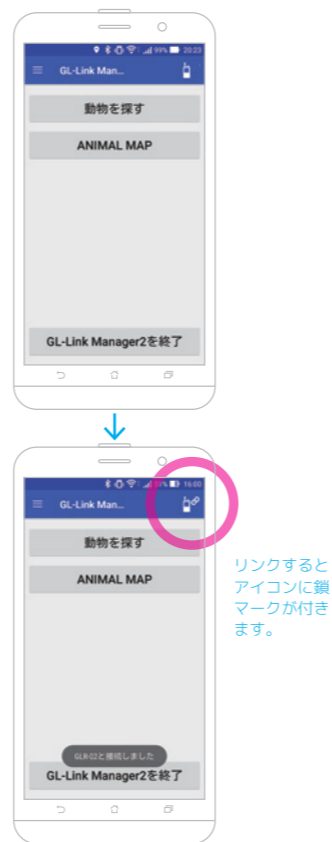 99% 20:23
GL-Link Man...
動物を探す
ANIMAL MAP
GL-Link Manager2を終了
16:00
GL-Link Man...
動物を探す
ANIMAL MAP
リンクすると
アイコンに鎖
マークが付き
ます。
GLR-02と接続しました
GL-Link Manager2を終了